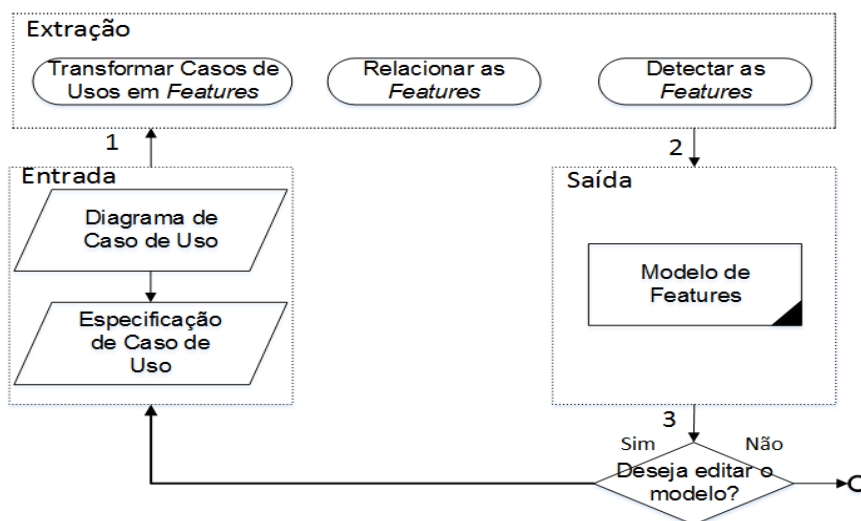 Extração
Transformar Casos de
Usos em Features
Relacionar as
Features
Detectar as
Features
1
2
Entrada
Diagrama de
Caso de Uso
Especificação
de Caso de
Uso
Saída
Modelo de
Features
3
Sim
Não
Deseja editar o
modelo?